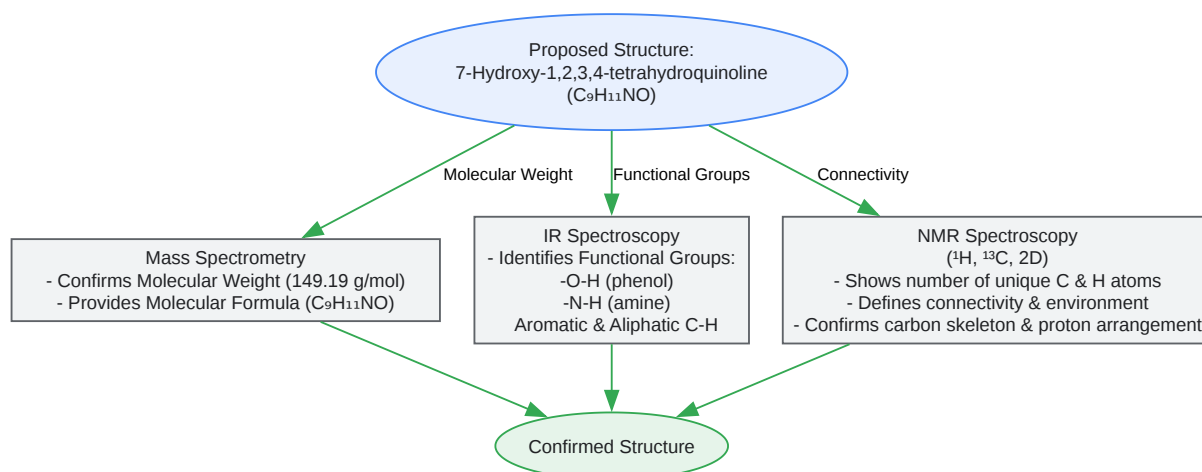 Proposed Structure:
7-Hydroxy-1,2,3,4-tetrahydroquinoline
(C₉H₁₁NO)
Molecular Weight
Functional Groups
Connectivity
Mass Spectrometry
- Confirms Molecular Weight (149.19 g/mol)
- Provides Molecular Formula (C₉H₁₁NO)
IR Spectroscopy
- Identifies Functional Groups:
-O-H (phenol)
-N-H (amine)
Aromatic & Aliphatic C-H
NMR Spectroscopy
(¹H, ¹³C, 2D)
- Shows number of unique C & H atoms
- Defines connectivity & environment
- Confirms carbon skeleton & proton arrangement
Confirmed Structure